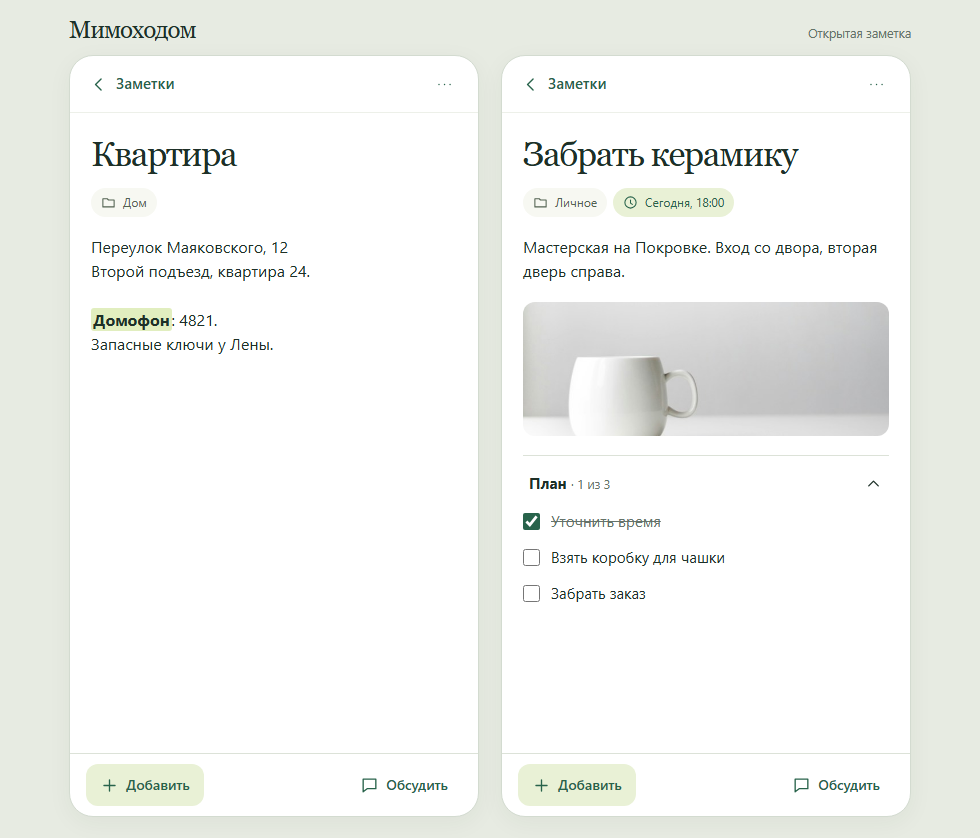 Мимоходом
Открытая заметка
Заметки
···
Квартира
Дом
Переулок Маяковского, 12
Второй подъезд, квартира 24.
Домофон: 4821.
Запасные ключи у Лены.
Добавить
Обсудить
Заметки
···
Забрать керамику
Личное
Сегодня, 18:00
Мастерская на Покровке. Вход со двора, вторая
дверь справа.
План · 1 из 3
Уточнить время
Взять коробку для чашки
Забрать заказ
Добавить
Обсудить